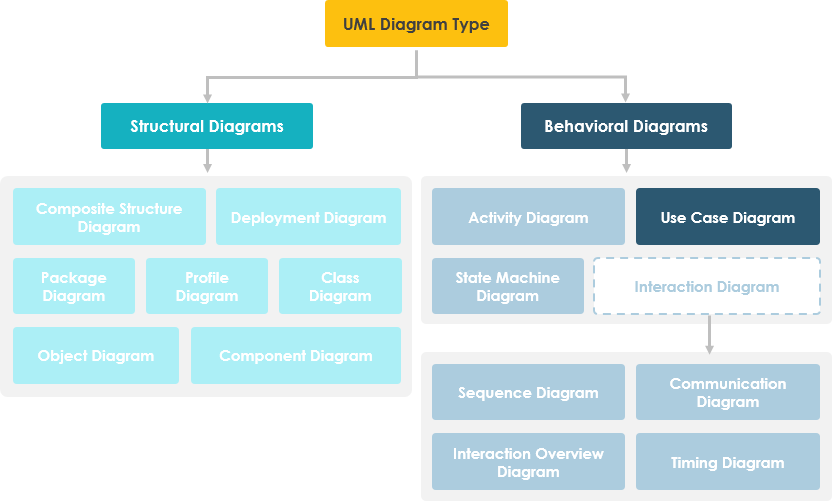 UML Diagram Type
Structural Diagrams
Behavioral Diagrams
Composite Structure
Diagram
Deployment Diagram
Package
Diagram
Profile
Diagram
Class
Diagram
Object Diagram
Component Diagram
Activity Diagram
Use Case Diagram
State Machine
Diagram
Interaction Diagram
Sequence Diagram
Communication
Diagram
Interaction Overview
Diagram
Timing Diagram